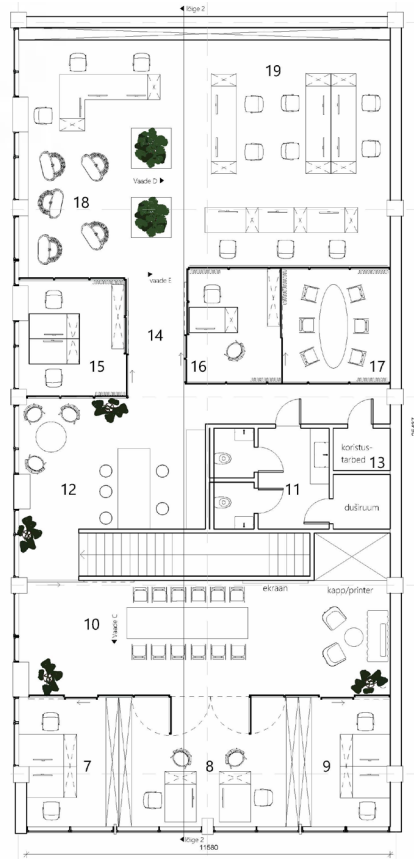 lõige 2
19
18
Vaade D
Vaade E
14
15
16
17
12
11
koristus-
tarbed
13
duširuum
ekraan
kapp/printer
10
Vaade C
7
8
9
lõige 2
11680